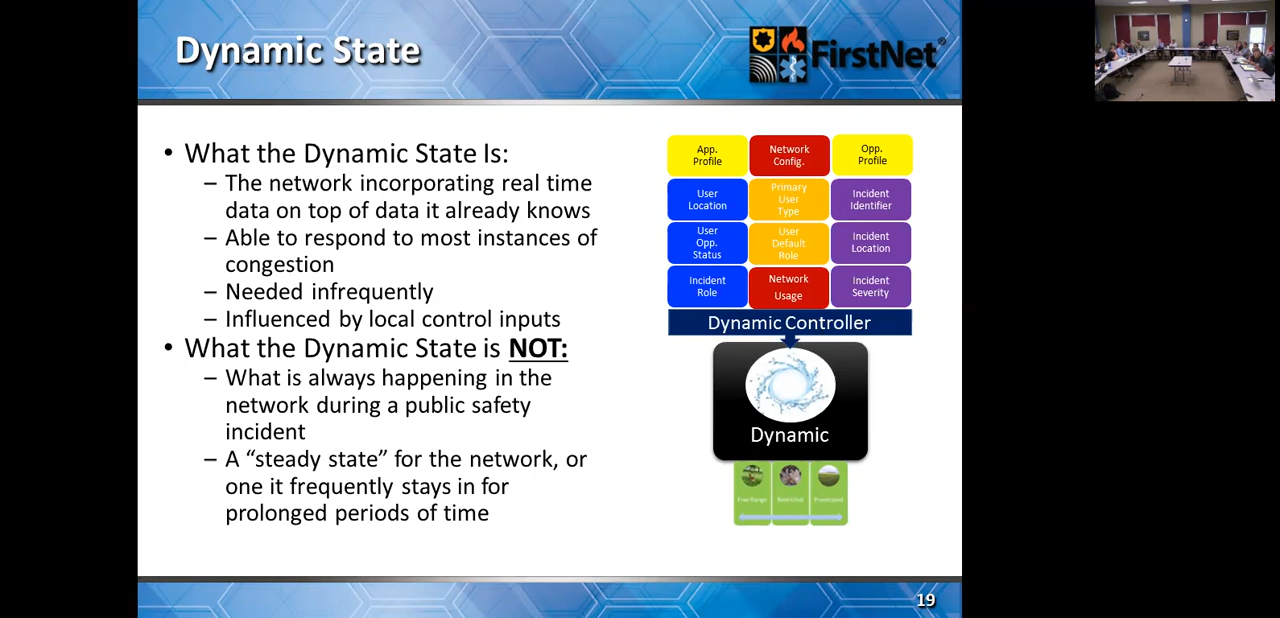 Dynamic State
FirstNet®
• What the Dynamic State Is:
– The network incorporating real time
data on top of data it already knows
– Able to respond to most instances of
congestion
– Needed infrequently
– Influenced by local control inputs
• What the Dynamic State is NOT:
– What is always happening in the
network during a public safety
incident
– A “steady state” for the network, or
one it frequently stays in for
prolonged periods of time
App.
Profile
Network
Config.
Opp.
Profile
User
Location
Primary
User
Type
Incident
Identifier
User
Opp.
Status
User
Default
Role
Incident
Location
Incident
Role
Network
Usage
Incident
Severity
Dynamic Controller
Dynamic
Free Range
Restricted
19